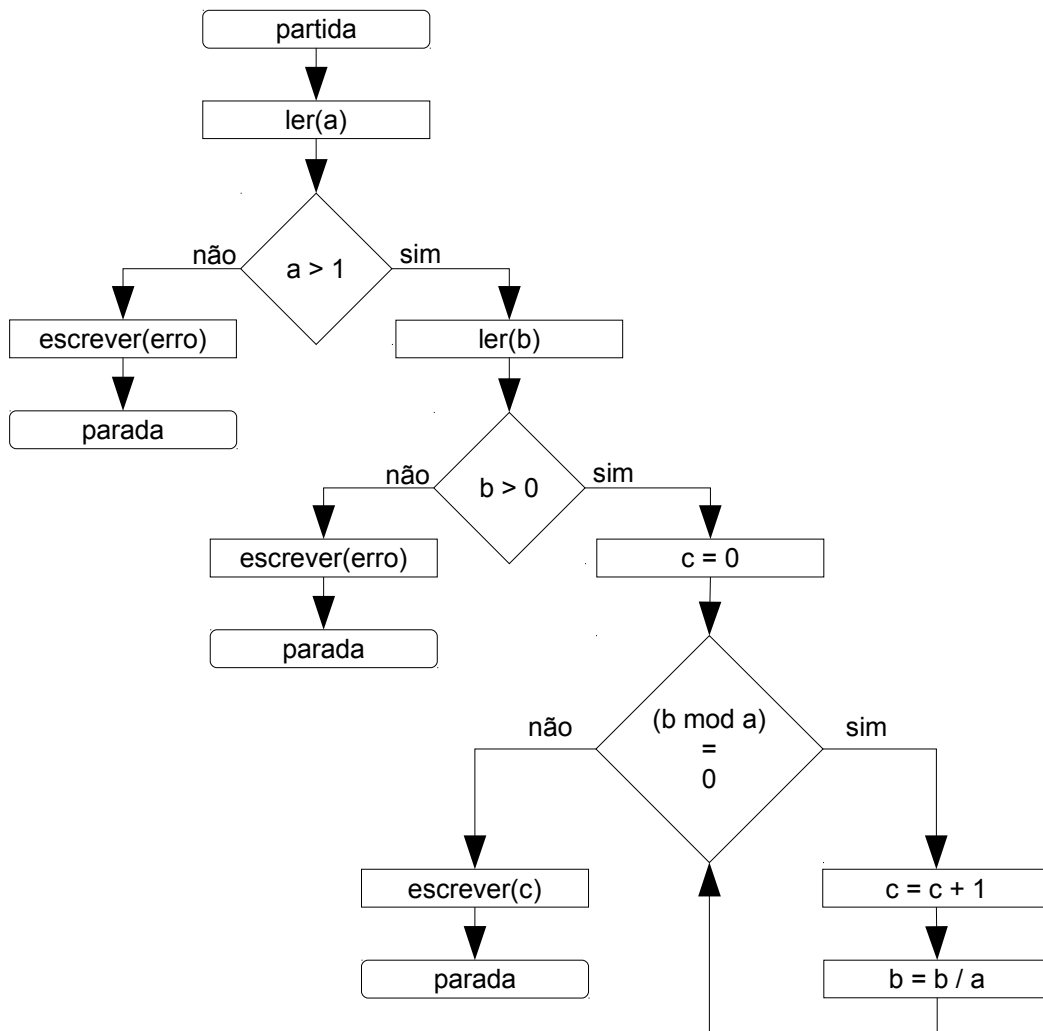 partida
ler(a)
não
sim
a > 1
escrever(erro)
ler(b)
parada
não
sim
b > 0
escrever(erro)
c = 0
parada
não
sim
(b mod a)
=
0
escrever(c)
c = c + 1
parada
b = b / a